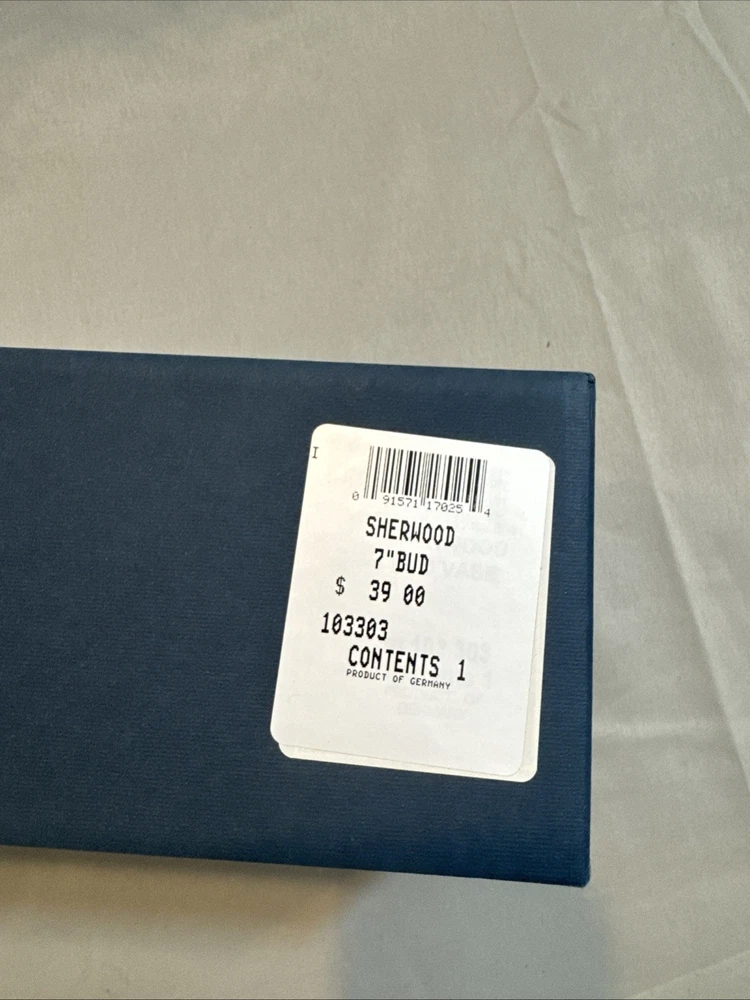 I
0 91571 17025 4
SHERWOOD
7"BUD
$ 39 00
103303
CONTENTS 1
PRODUCT OF GERMANY